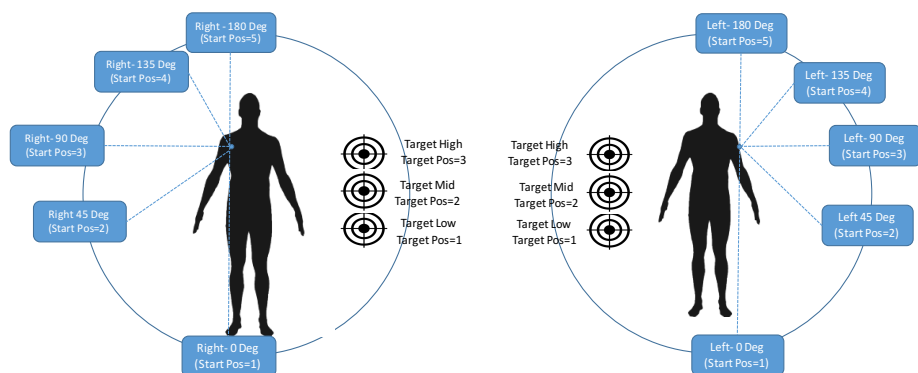 Right- 180 Deg
(Start Pos=5)
Right- 135 Deg
(Start Pos=4)
Right- 90 Deg
(Start Pos=3)
Right 45 Deg
(Start Pos=2)
Right- 0 Deg
(Start Pos=1)
Target High
Target Pos=3
Target Mid
Target Pos=2
Target Low
Target Pos=1
Left- 180 Deg
(Start Pos=5)
Left- 135 Deg
(Start Pos=4)
Left- 90 Deg
(Start Pos=3)
Left 45 Deg
(Start Pos=2)
Left- 0 Deg
(Start Pos=1)
Target High
Target Pos=3
Target Mid
Target Pos=2
Target Low
Target Pos=1